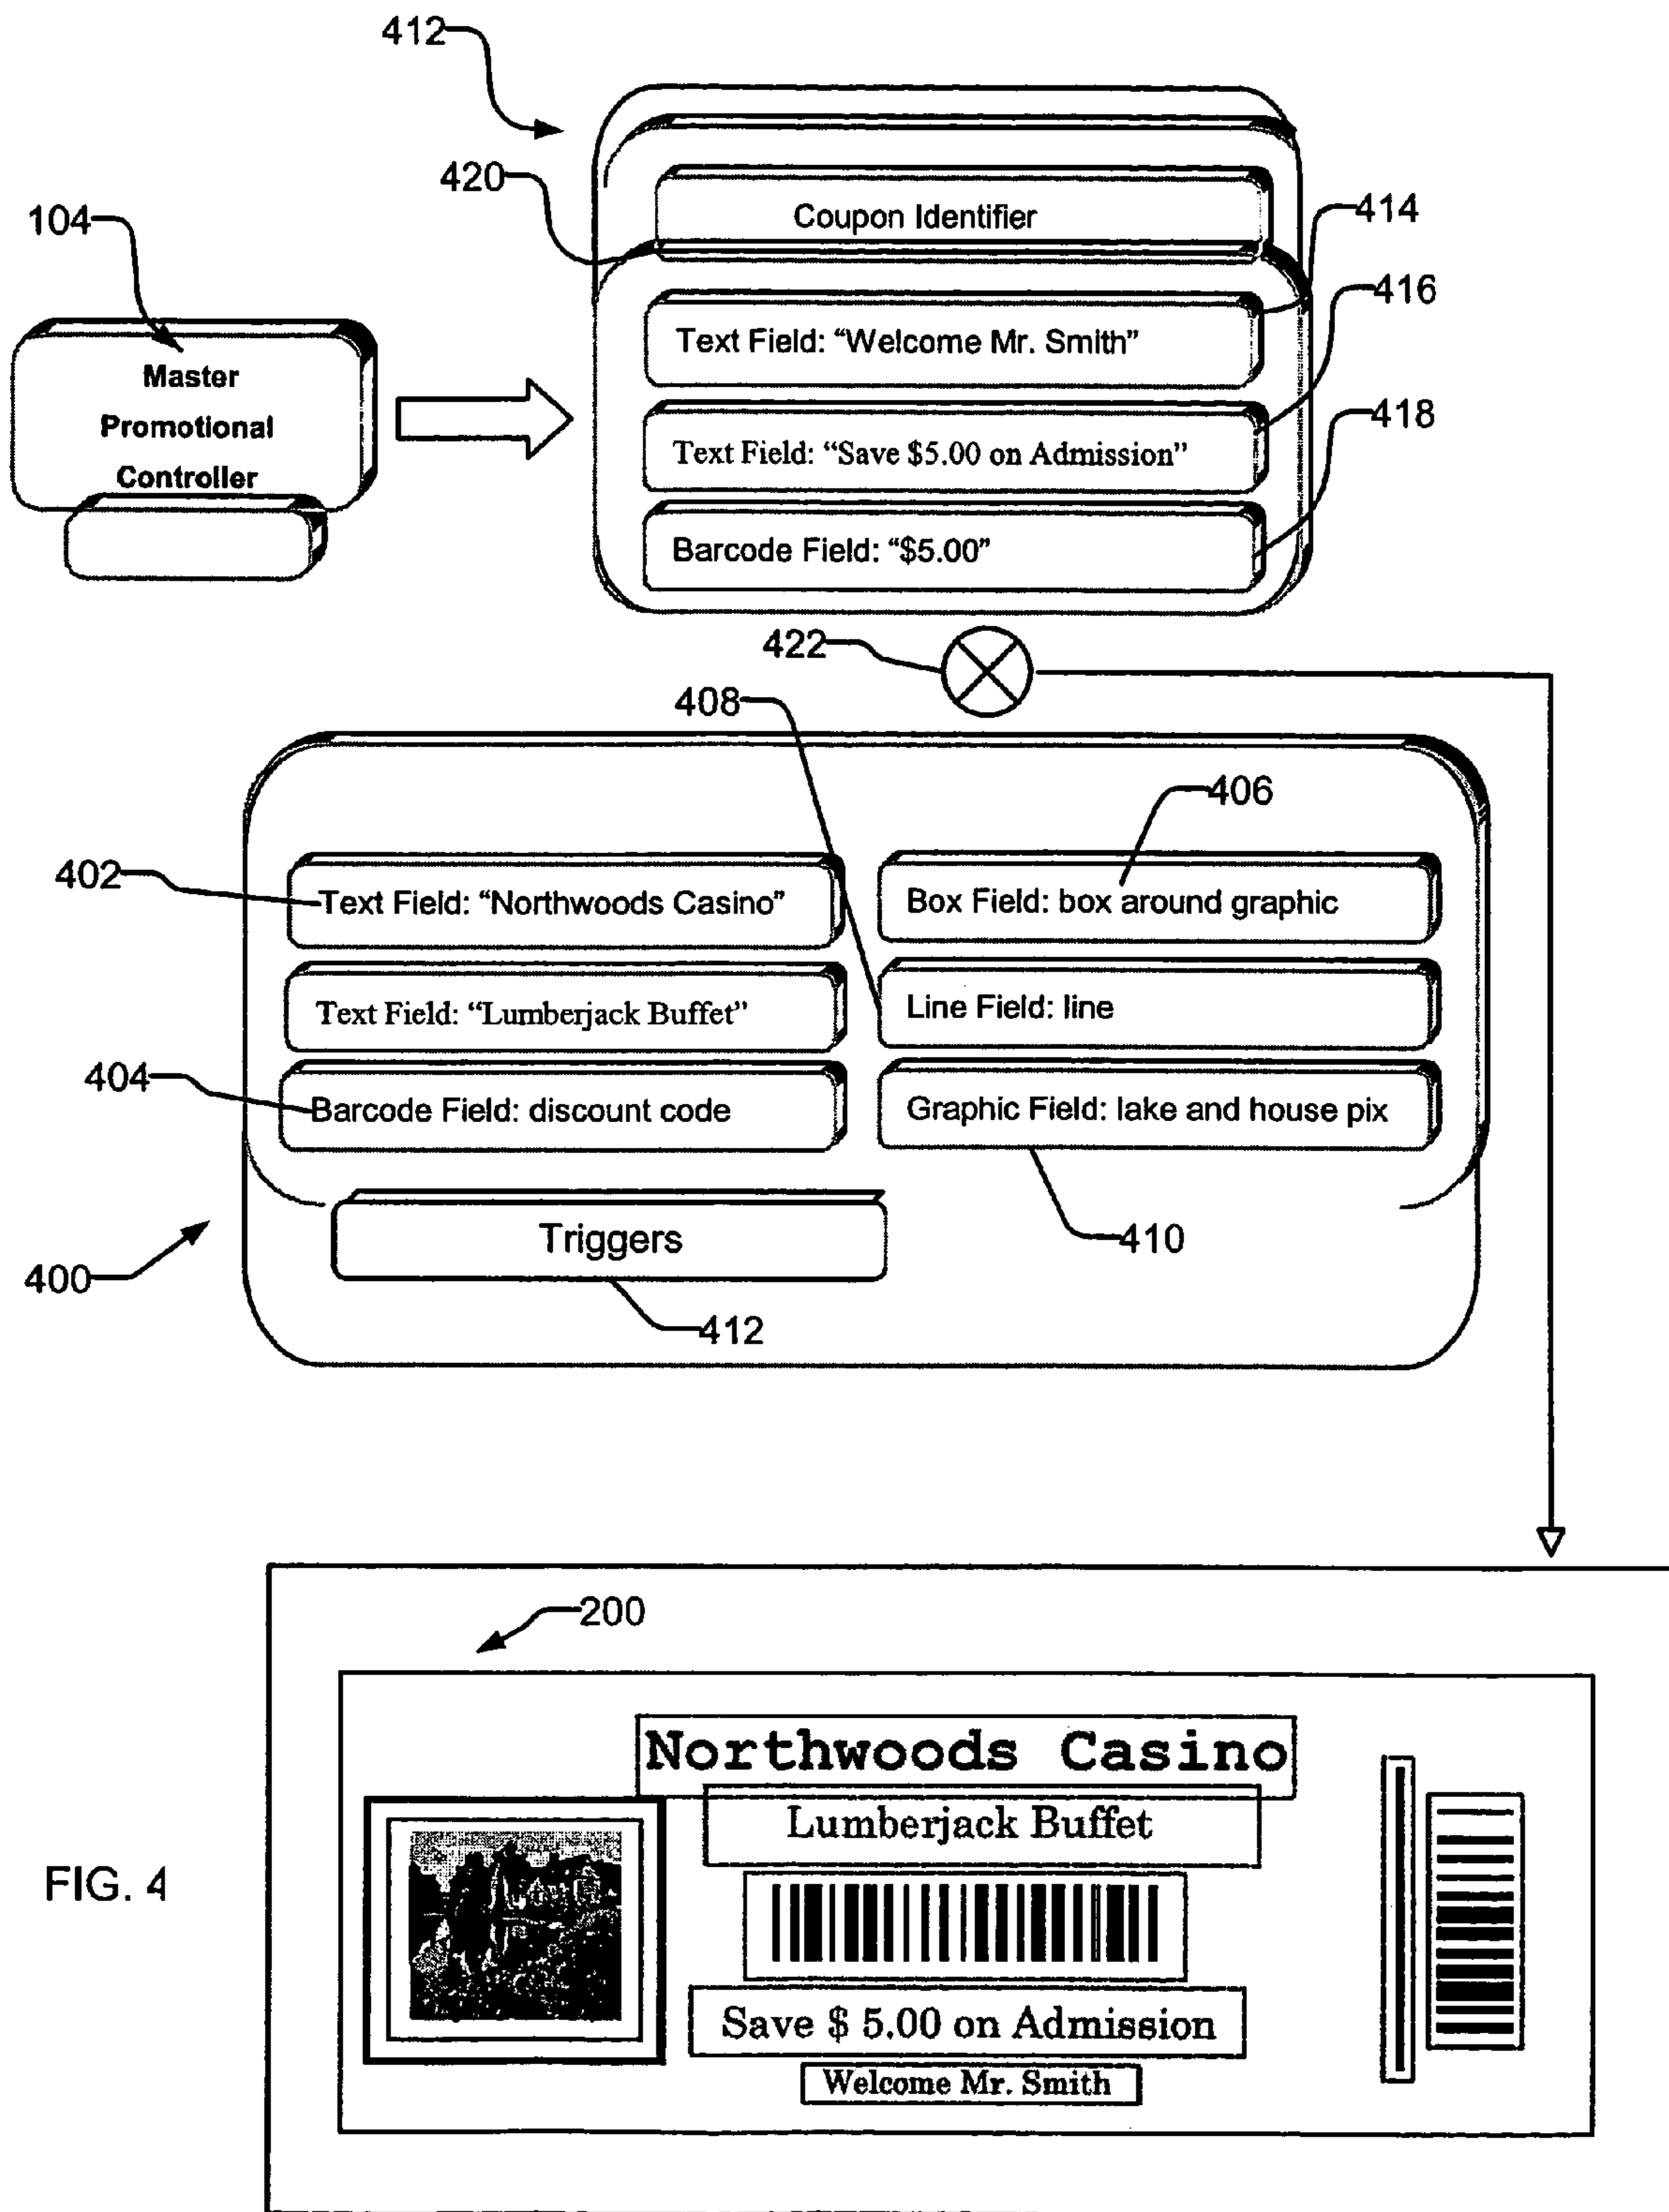 412
420
Coupon Identifier
414
104
416
Text Field: “Welcome Mr. Smith”
Master
Promotional
Controller
418
Text Field: “Save $5.00 on Admission”
Barcode Field: “$5.00”
422
408
406
402
Text Field: “Northwoods Casino”
Box Field: box around graphic
Text Field: “Lumberjack Buffet”
Line Field: line
404
Barcode Field: discount code
Graphic Field: lake and house pix
400
Triggers
410
412
200
Northwoods Casino
Lumberjack Buffet
FIG. 4
Save $ 5.00 on Admission
Welcome Mr. Smith